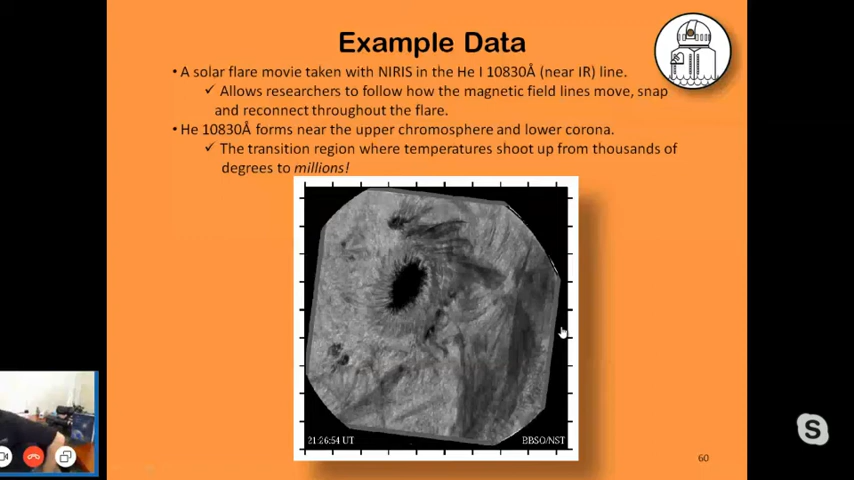 Example Data
• A solar flare movie taken with NIRIS in the He I 10830Å (near IR) line.
✓ Allows researchers to follow how the magnetic field lines move, snap
and reconnect throughout the flare.
• He 10830Å forms near the upper chromosphere and lower corona.
✓ The transition region where temperatures shoot up from thousands of
degrees to millions!
21:26:54 UT
BBSO/NST
S
60